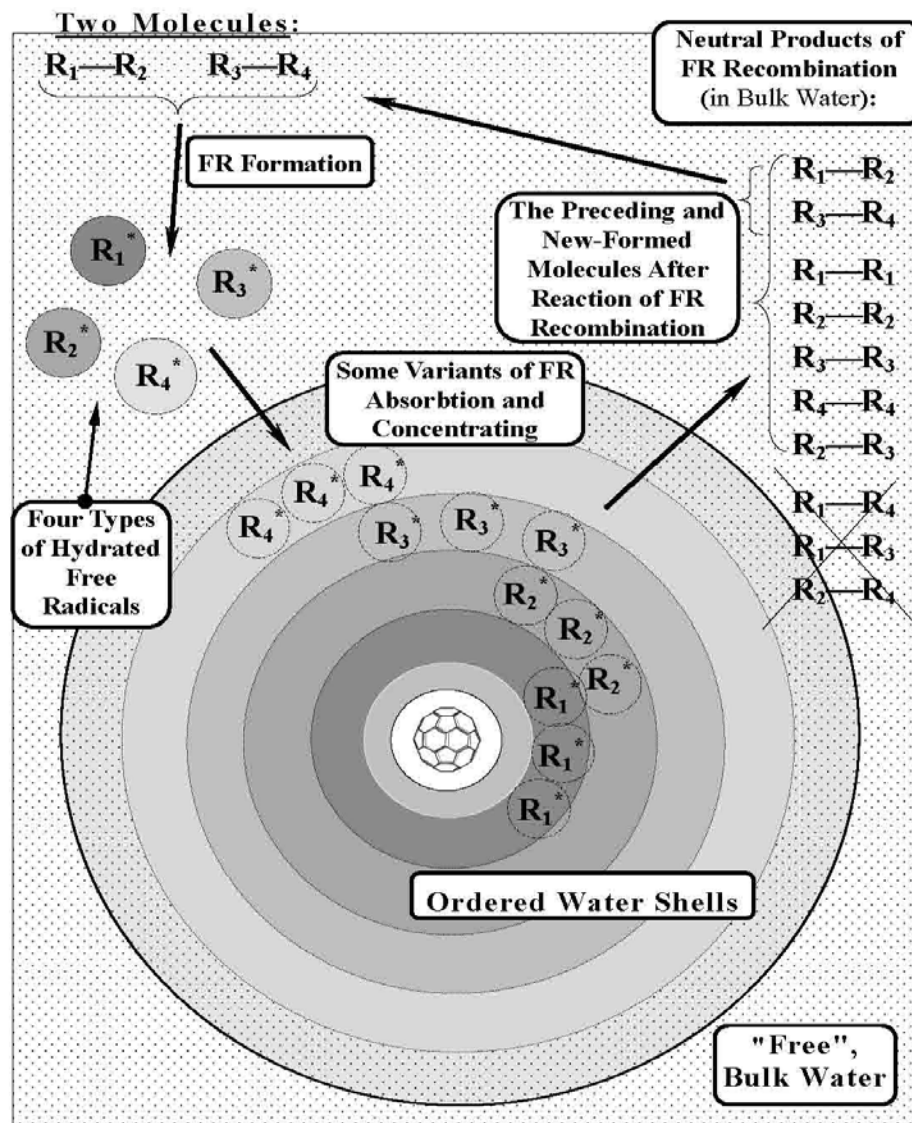 Two Molecules:
R₁—R₂ R₃—R₄
FR Formation
R₁*
R₃*
R₂*
R₄*
Four Types
of Hydrated
Free
Radicals
Some Variants of FR
Absorbtion and
Concentrating
R₄*
R₄*
R₄*
R₃*
R₃*
R₃*
R₂*
R₂*
R₂*
R₁*
R₁*
R₁*
Ordered Water Shells
Neutral Products of
FR Recombination
(in Bulk Water):
The Preceding and
New-Formed
Molecules After
Reaction of FR
Recombination
R₁—R₂
R₃—R₄
R₁—R₁
R₂—R₂
R₃—R₃
R₄—R₄
R₂—R₃
R₁—R₄
R₁—R₃
R₂—R₄
"Free",
Bulk Water